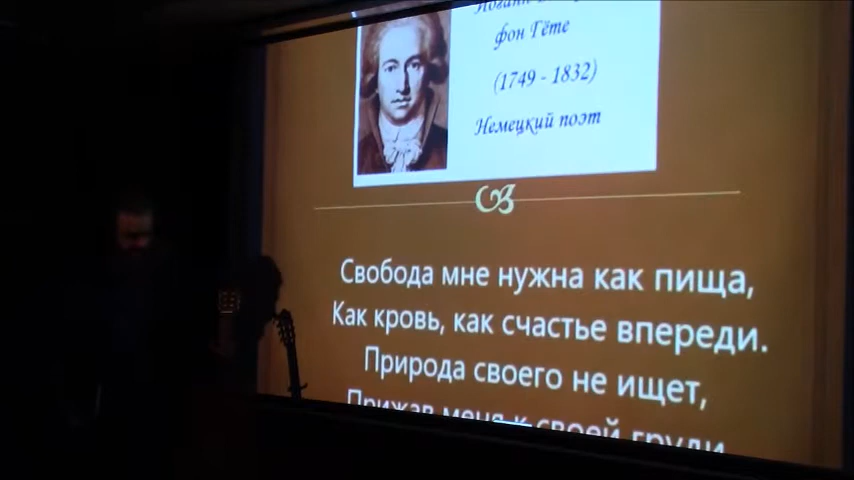 фон Гёте
(1749 - 1832)
Немецкий поэт
Свобода мне нужна как пища,
Как кровь, как счастье впереди.
Природа своего не ищет,
Прижав меня к своей груди